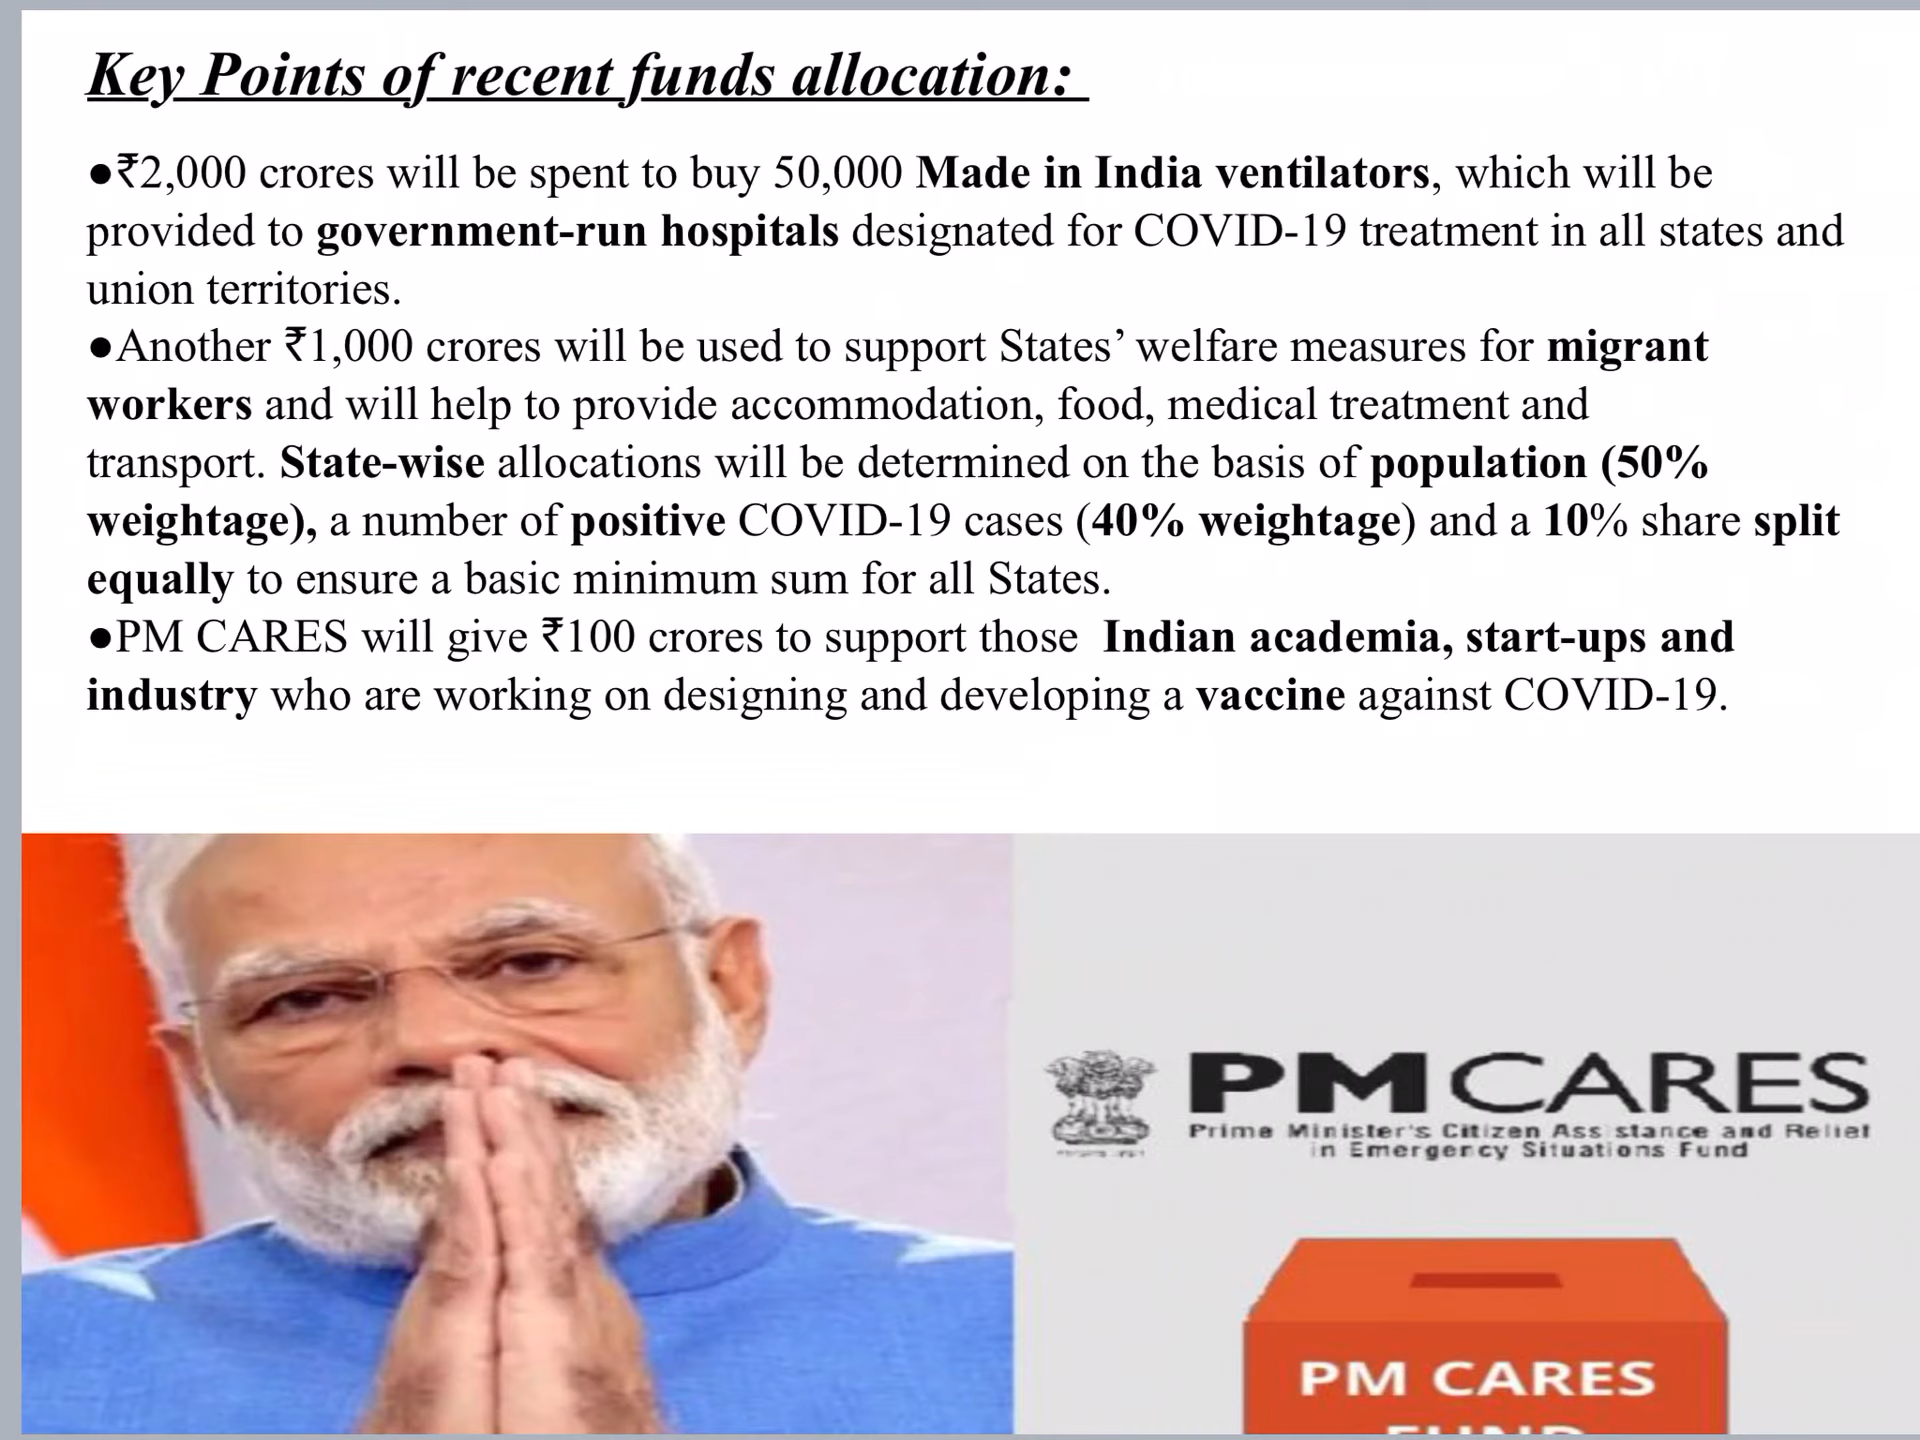 Key Points of recent funds allocation:
●₹2,000 crores will be spent to buy 50,000 Made in India ventilators, which will be
provided to government-run hospitals designated for COVID-19 treatment in all states and
union territories.
●Another ₹1,000 crores will be used to support States’ welfare measures for migrant
workers and will help to provide accommodation, food, medical treatment and
transport. State-wise allocations will be determined on the basis of population (50%
weightage), a number of positive COVID-19 cases (40% weightage) and a 10% share split
equally to ensure a basic minimum sum for all States.
●PM CARES will give ₹100 crores to support those  Indian academia, start-ups and
industry who are working on designing and developing a vaccine against COVID-19.
PMCARES
Prime Minister's Citizen Assistance and Relief
in Emergency Situations Fund
PM CARES
FUND